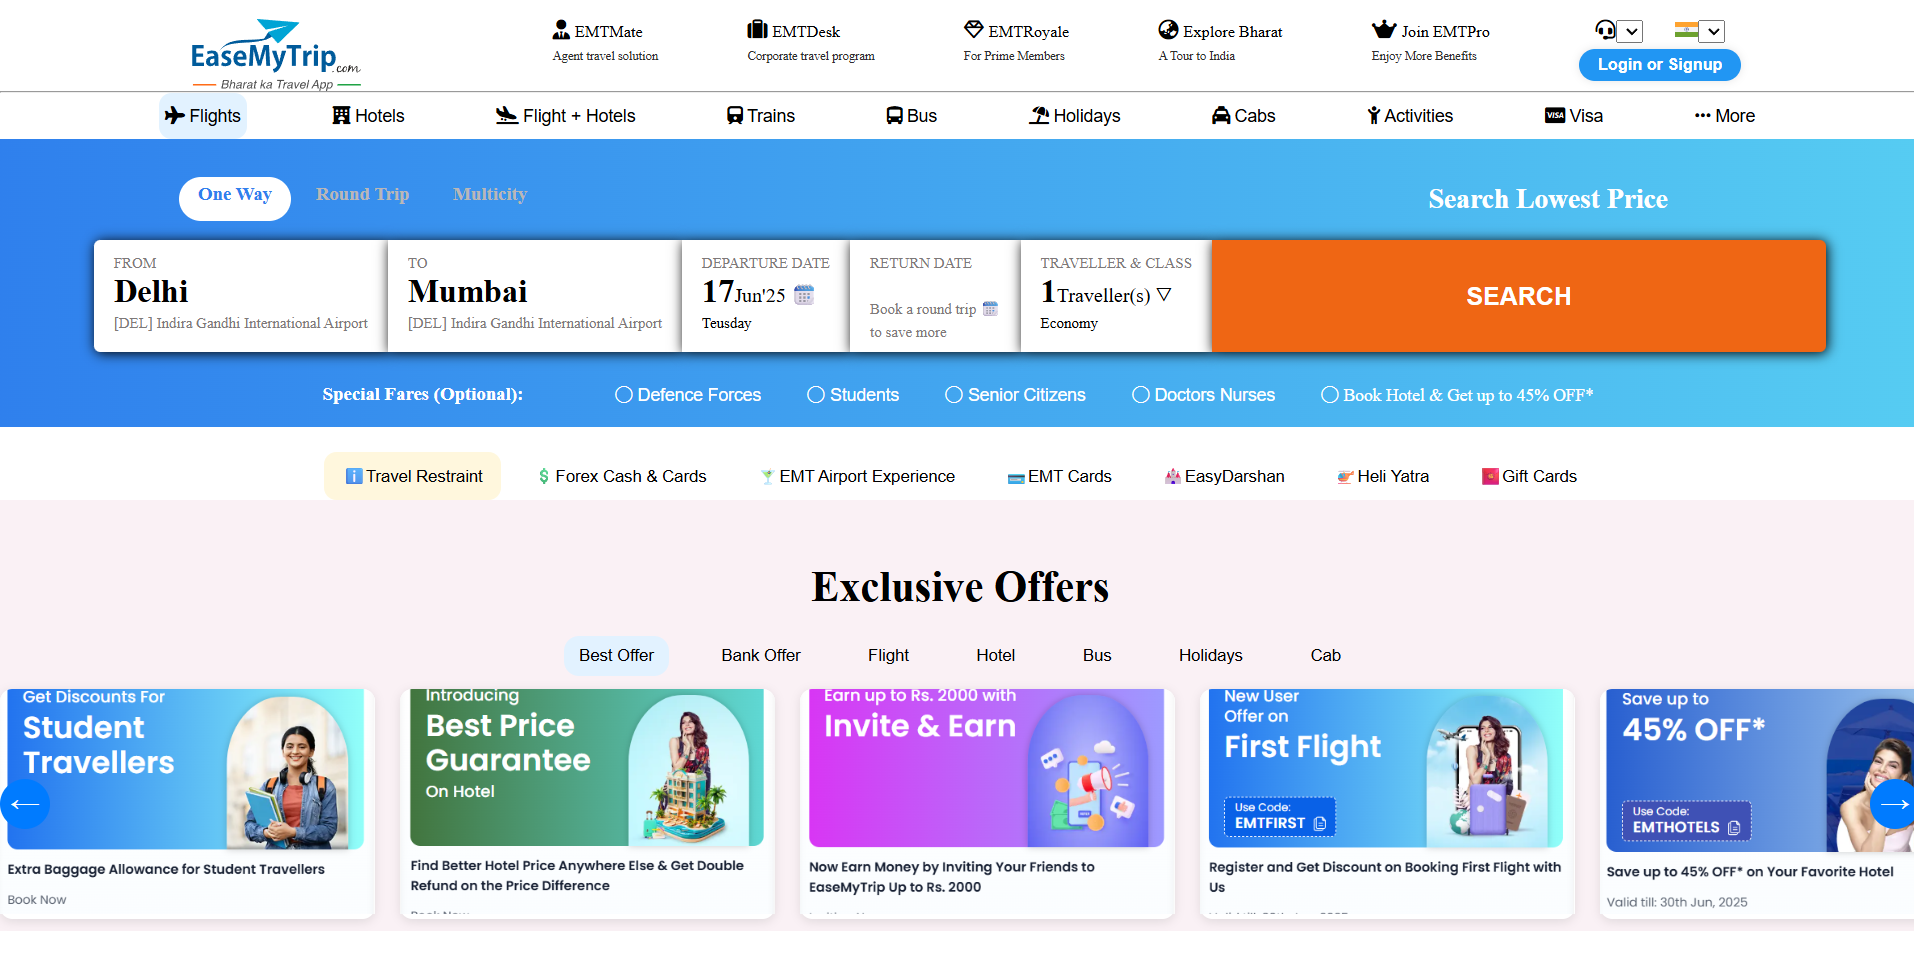 EaseMyTrip.com
Bharat ka Travel App
EMTMate
Agent travel solution
EMTDesk
Corporate travel program
EMTRoyale
For Prime Members
Explore Bharat
A Tour to India
Join EMTPro
Enjoy More Benefits
Login or Signup
Flights
Hotels
Flight + Hotels
Trains
Bus
Holidays
Cabs
Activities
VISA Visa
More
One Way
Round Trip
Multicity
Search Lowest Price
FROM
Delhi
[DEL] Indira Gandhi International Airport
TO
Mumbai
[DEL] Indira Gandhi International Airport
DEPARTURE DATE
17Jun'25
Teusday
RETURN DATE
Book a round trip
to save more
TRAVELLER & CLASS
1Traveller(s) ▽
Economy
SEARCH
Special Fares (Optional):
Defence Forces
Students
Senior Citizens
Doctors Nurses
Book Hotel & Get up to 45% OFF*
Travel Restraint
Forex Cash & Cards
EMT Airport Experience
EMT Cards
EasyDarshan
Heli Yatra
Gift Cards
Exclusive Offers
Best Offer
Bank Offer
Flight
Hotel
Bus
Holidays
Cab
Get Discounts For
Student
Travellers
Extra Baggage Allowance for Student Travellers
Book Now
Introducing
Best Price
Guarantee
On Hotel
Find Better Hotel Price Anywhere Else & Get Double
Refund on the Price Difference
Earn up to Rs. 2000 with
Invite & Earn
Now Earn Money by Inviting Your Friends to
EaseMyTrip Up to Rs. 2000
New User
Offer on
First Flight
Use Code:
EMTFIRST
Register and Get Discount on Booking First Flight with
Us
Save up to
45% OFF*
Use Code:
EMTHOTELS
Save up to 45% OFF* on Your Favorite Hotel
Valid till: 30th Jun, 2025